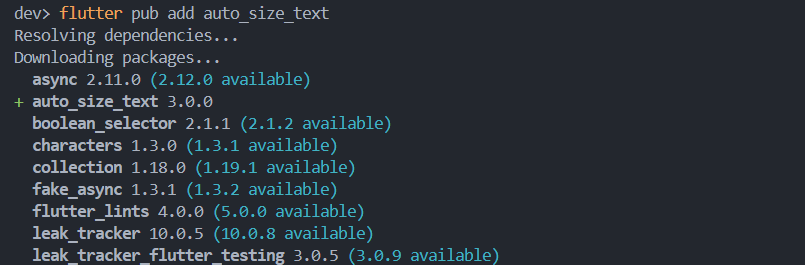 dev> flutter pub add auto_size_text
Resolving dependencies...
Downloading packages...
async 2.11.0 (2.12.0 available)
+ auto_size_text 3.0.0
boolean_selector 2.1.1 (2.1.2 available)
characters 1.3.0 (1.3.1 available)
collection 1.18.0 (1.19.1 available)
fake_async 1.3.1 (1.3.2 available)
flutter_lints 4.0.0 (5.0.0 available)
leak_tracker 10.0.5 (10.0.8 available)
leak_tracker_flutter_testing 3.0.5 (3.0.9 available)